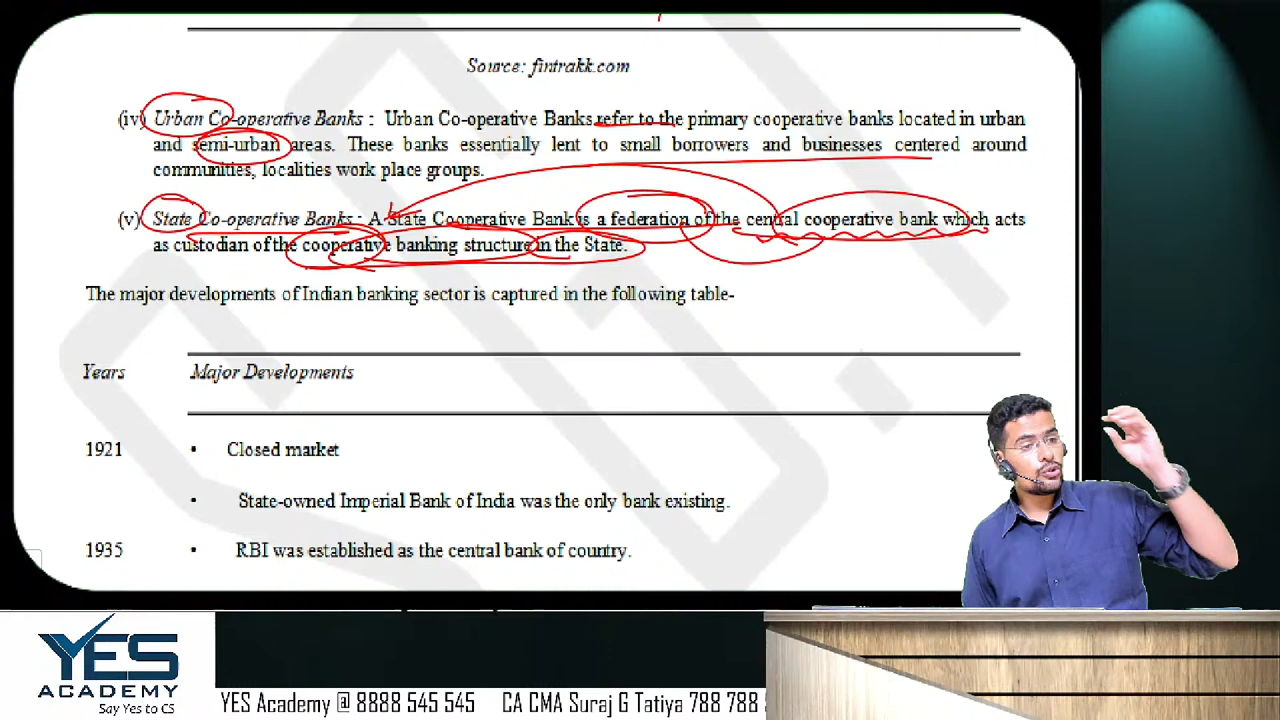 Source: fintrakk.com
(iv) Urban Co-operative Banks : Urban Co-operative Banks refer to the primary cooperative banks located in urban
and semi-urban areas. These banks essentially lent to small borrowers and businesses centered around
communities, localities work place groups.
(v) State Co-operative Banks : A State Cooperative Bank is a federation of the central cooperative bank which acts
as custodian of the cooperative banking structure in the State.
The major developments of Indian banking sector is captured in the following table-
Years Major Developments
1921 • Closed market
• State-owned Imperial Bank of India was the only bank existing.
1935 • RBI was established as the central bank of country.
YES
ACADEMY
Say Yes to CS
YES Academy @ 8888 545 545 CA CMA Suraj G Tatiya 788 788